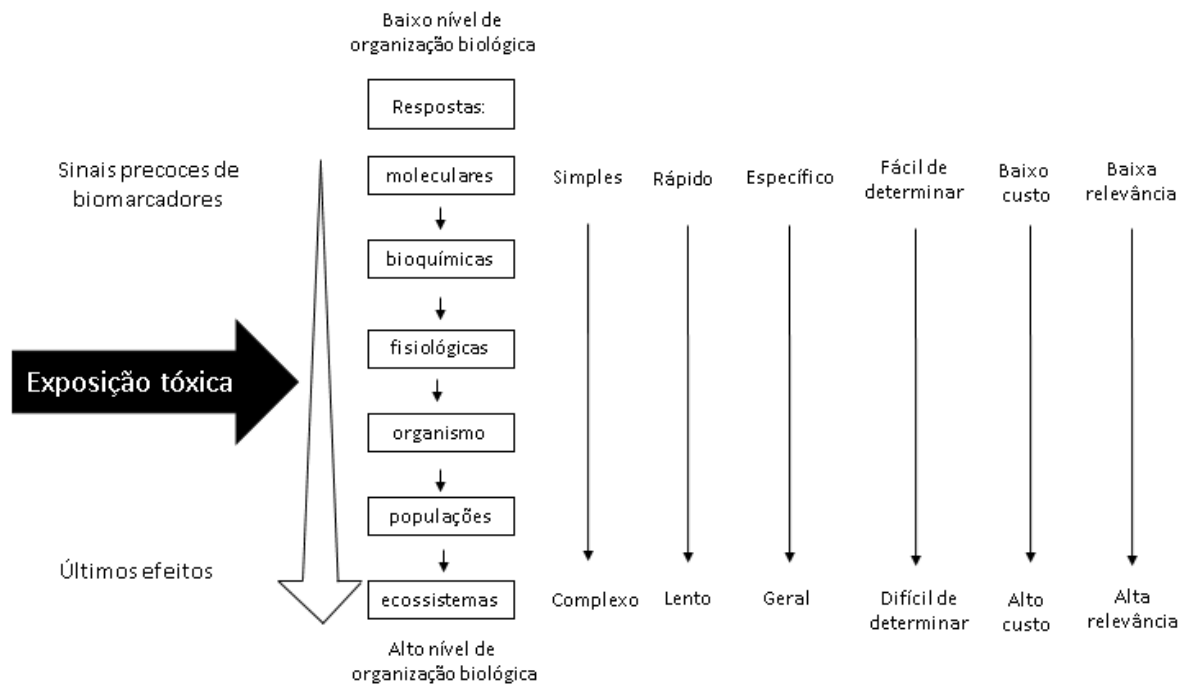 Baixo nível de
organização biológica
Respostas:
Sinais precoces de
biomarcadores
moleculares
Simples
Rápido
Específico
Fácil de
determinar
Baixo
custo
Baixa
relevância
bioquímicas
fisiológicas
Exposição tóxica
organismo
populações
Últimos efeitos
ecossistemas
Complexo
Lento
Geral
Difícil de
determinar
Alto
custo
Alta
relevância
Alto nível de
organização biológica